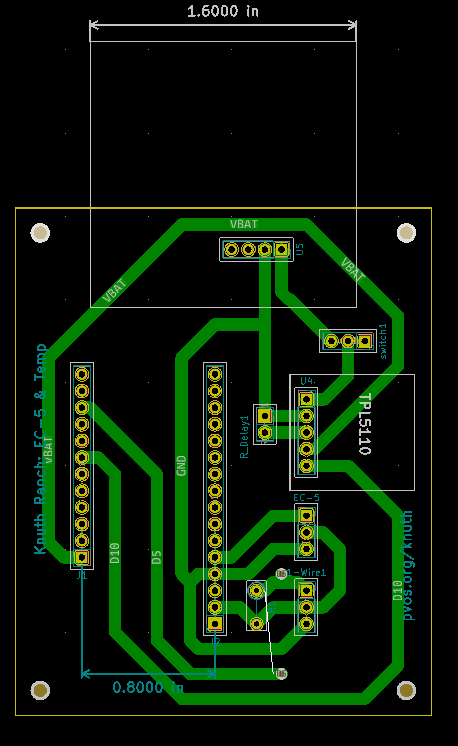 1.6000 in
VBAT
U5
VBAT
VBAT
switch1
U4
TPL5110
R_Delay1
Knuth Ranch: EC-5 & Temp
VBAT
GND
EC-5
D10
D5
1-Wire1
J1
D10
pvos.org/knuth
0.8000 in